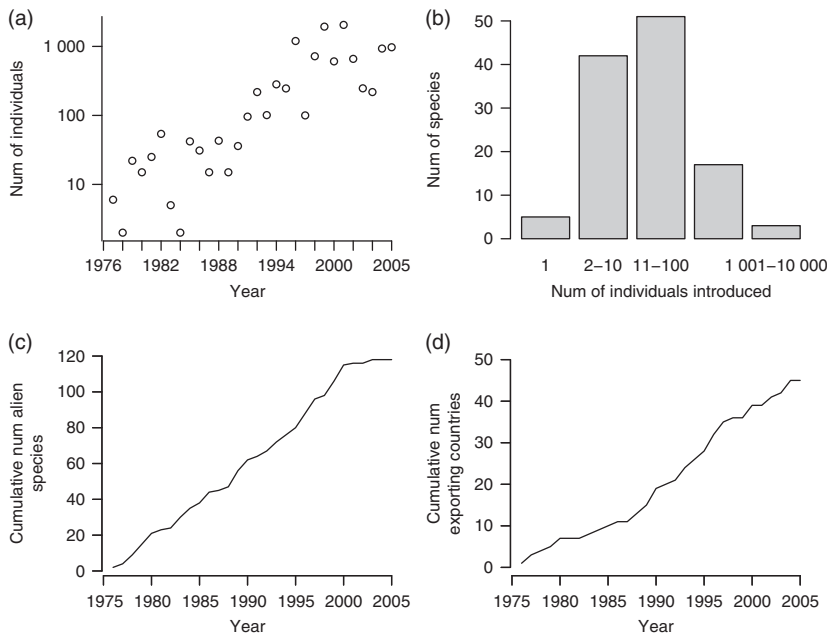 (a)
Num of individuals
1 000
100
10
1976 1982 1988 1994 2000 2005
Year
(b)
Num of species
50
40
30
20
10
0
1 2–10 11–100 1 001–10 000
Num of individuals introduced
(c)
Cumulative num alien
species
120
100
80
60
40
20
0
1975 1980 1985 1990 1995 2000 2005
Year
(d)
Cumulative num
exporting countries
50
40
30
20
10
0
1975 1980 1985 1990 1995 2000 2005
Year